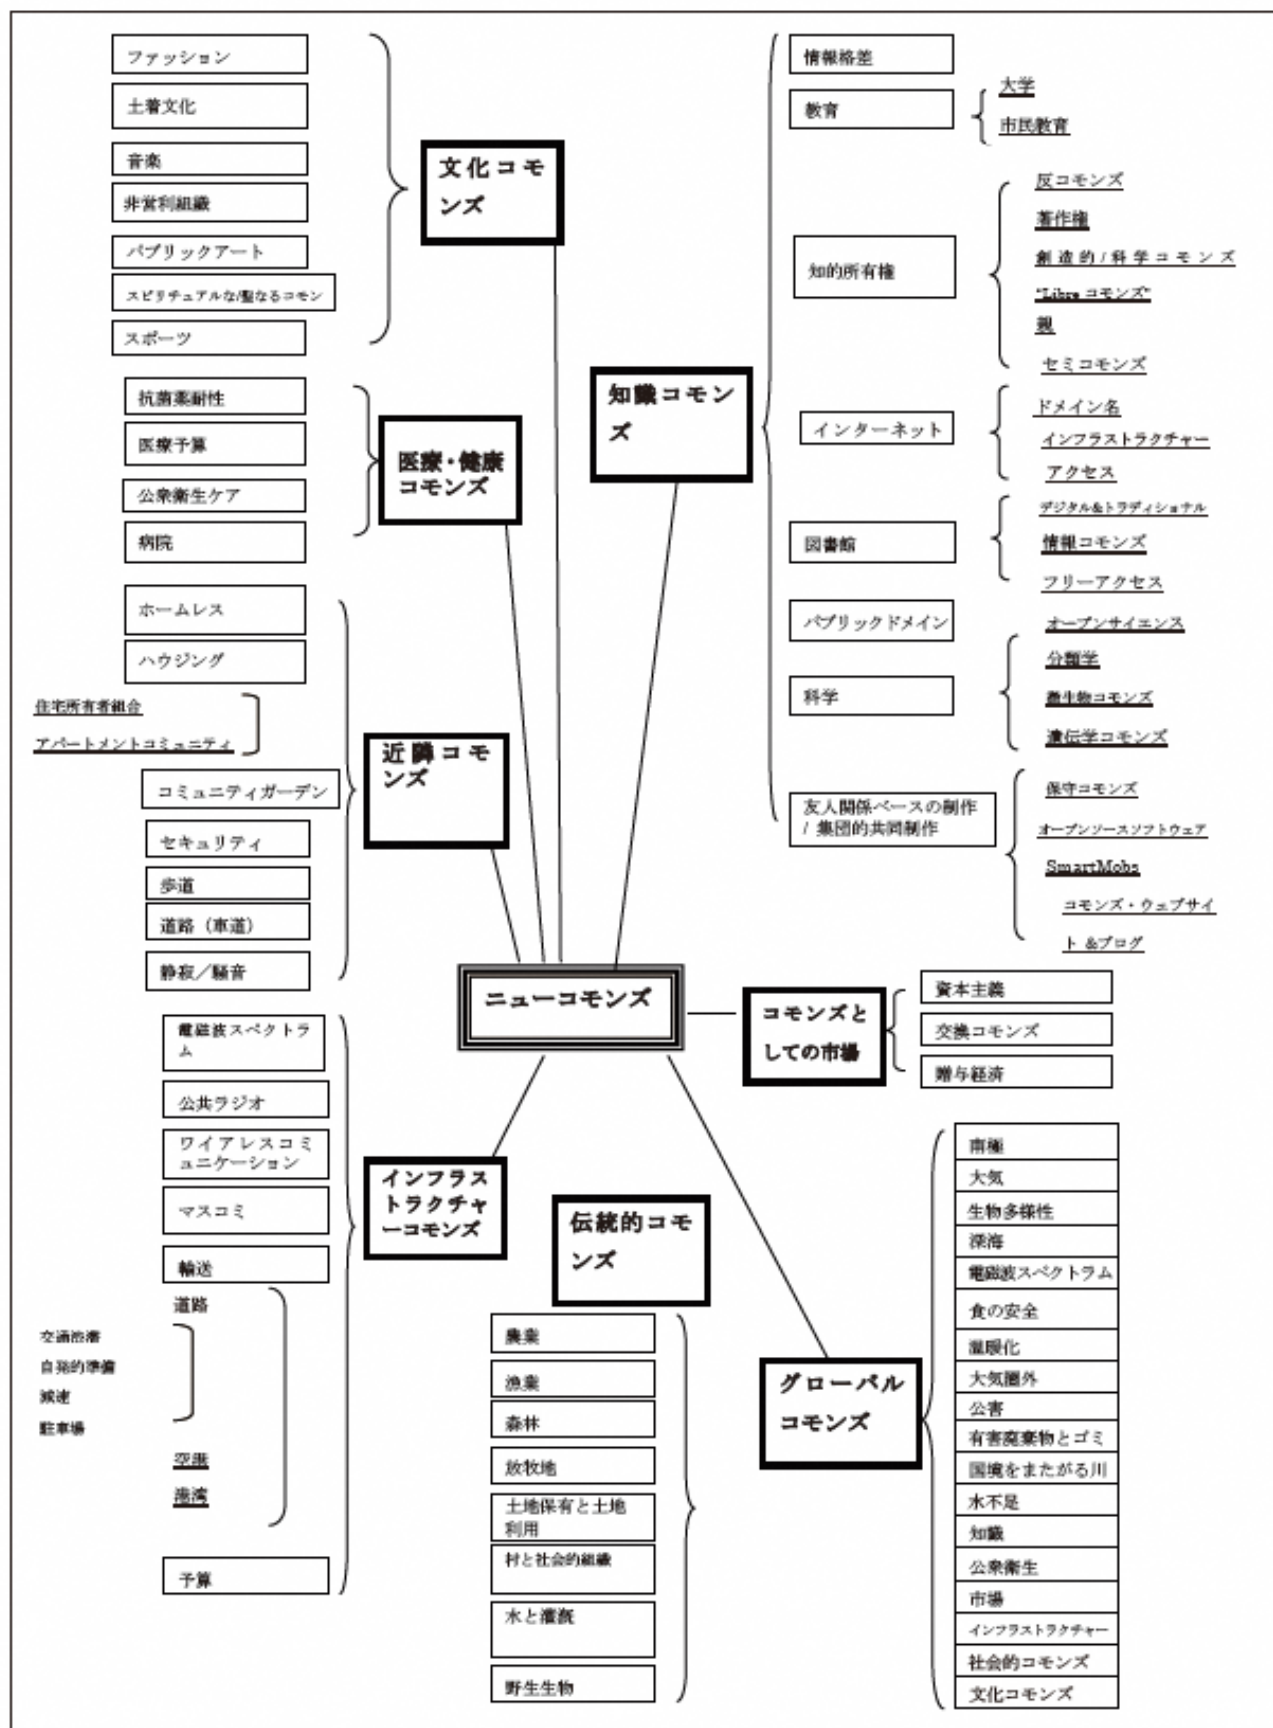 ファッション
土着文化
音楽
非営利組織
パブリックアート
スピリチュアルな/聖なるコモン
スポーツ
文化コモ
ンズ
抗菌薬耐性
医療予算
公衆衛生ケア
病院
医療・健康
コモンズ
ホームレス
ハウジング
住宅所有者組合
アパートメントコミュニティ
コミュニティガーデン
セキュリティ
歩道
道路（車道）
静寂／騒音
近隣コモ
ンズ
電磁波スペクトラ
ム
公共ラジオ
ワイアレスコミ
ュニケーション
マスコミ
輸送
道路
交通渋滞
自発的準備
減速
駐車場
空港
港湾
予算
インフラス
トラクチャ
ーコモンズ
ニューコモンズ
知識コモン
ズ
情報格差
教育
大学
市民教育
知的所有権
反コモンズ
著作権
創造的/科学コモンズ
“Libre コモンズ”
親
セミコモンズ
インターネット
ドメイン名
インフラストラクチャー
アクセス
図書館
デジタル&トラディショナル
情報コモンズ
フリーアクセス
パブリックドメイン
科学
オープンサイエンス
分類学
微生物コモンズ
遺伝学コモンズ
友人関係ベースの制作
/ 集団的共同制作
保守コモンズ
オープンソースソフトウェア
SmartMobs
コモンズ・ウェブサイ
ト &ブログ
コモンズと
しての市場
資本主義
交換コモンズ
贈与経済
伝統的コモ
ンズ
農業
漁業
森林
放牧地
土地保有と土地
利用
村と社会的組織
水と灌漑
野生生物
グローバル
コモンズ
南極
大気
生物多様性
深海
電磁波スペクトラム
食の安全
温暖化
大気圏外
公害
有害廃棄物とゴミ
国境をまたがる川
水不足
知識
公衆衛生
市場
インフラストラクチャー
社会的コモンズ
文化コモンズ